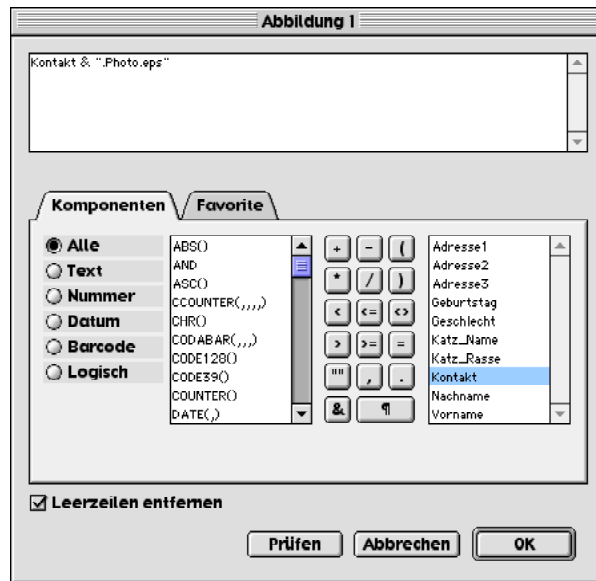 Abbildung 1
Kontakt & ".Photo.eps"
Komponenten
Favorite
Alle
Text
Nummer
Datum
Barcode
Logisch
ABS()
AND
ASC()
CCOUNTER(,,,,)
CHR()
CODABAR(,,,)
CODE128()
CODE39()
COUNTER()
DATE(,)
+ - (
* / )
< <= <>
> >= =
"" , .
& ¶
Adresse1
Adresse2
Adresse3
Geburtstag
Geschlecht
Katz_Name
Katz_Rasse
Kontakt
Nachname
Vorname
Leerzeilen entfernen
Prüfen
Abbrechen
OK